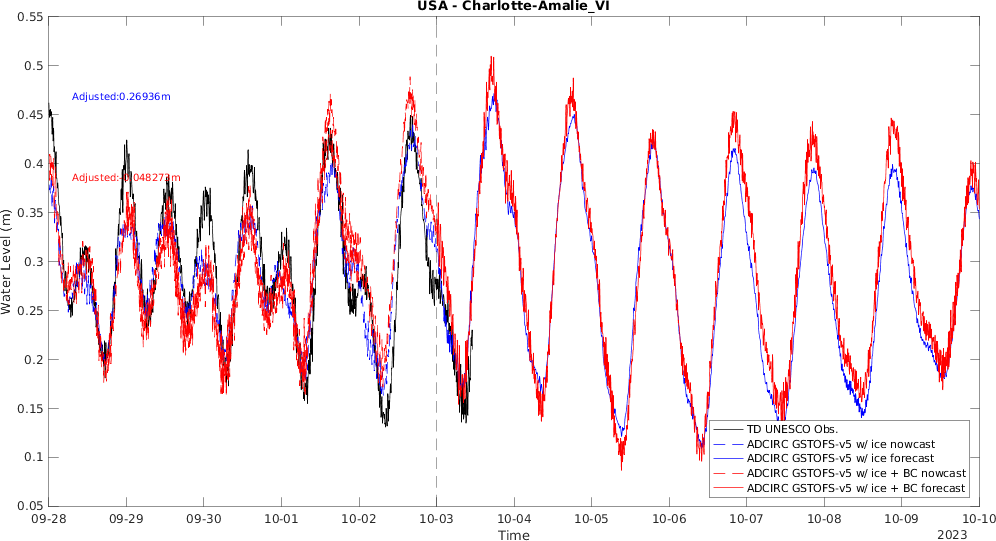 USA - Charlotte-Amalie_VI
0.55
0.5
0.45
0.4
0.35
0.3
0.25
0.2
0.15
0.1
0.05
Water Level (m)
Adjusted:0.26936m
TD UNESCO Obs.
ADCIRC GSTOFS-v5 w/ ice nowcast
ADCIRC GSTOFS-v5 w/ ice forecast
ADCIRC GSTOFS-v5 w/ ice + BC nowcast
ADCIRC GSTOFS-v5 w/ ice + BC forecast
09-28 09-29 09-30 10-01 10-02 10-03 10-04 10-05 10-06 10-07 10-08 10-09 10-10
Time
2023